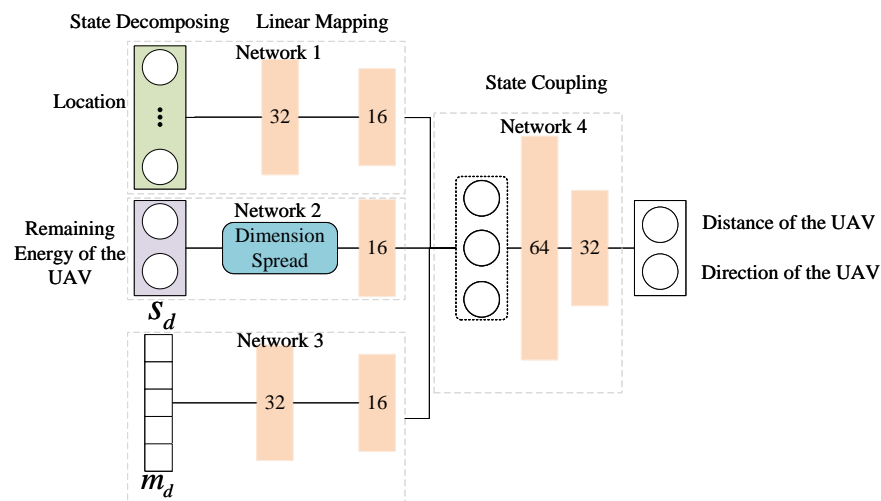 State Decomposing
Linear Mapping
Network 1
Location
32
16
State Coupling
Network 4
Network 2
Remaining
Energy of the
UAV
Dimension
Spread
16
64
32
Distance of the UAV
Direction of the UAV
s_d
Network 3
32
16
m_d